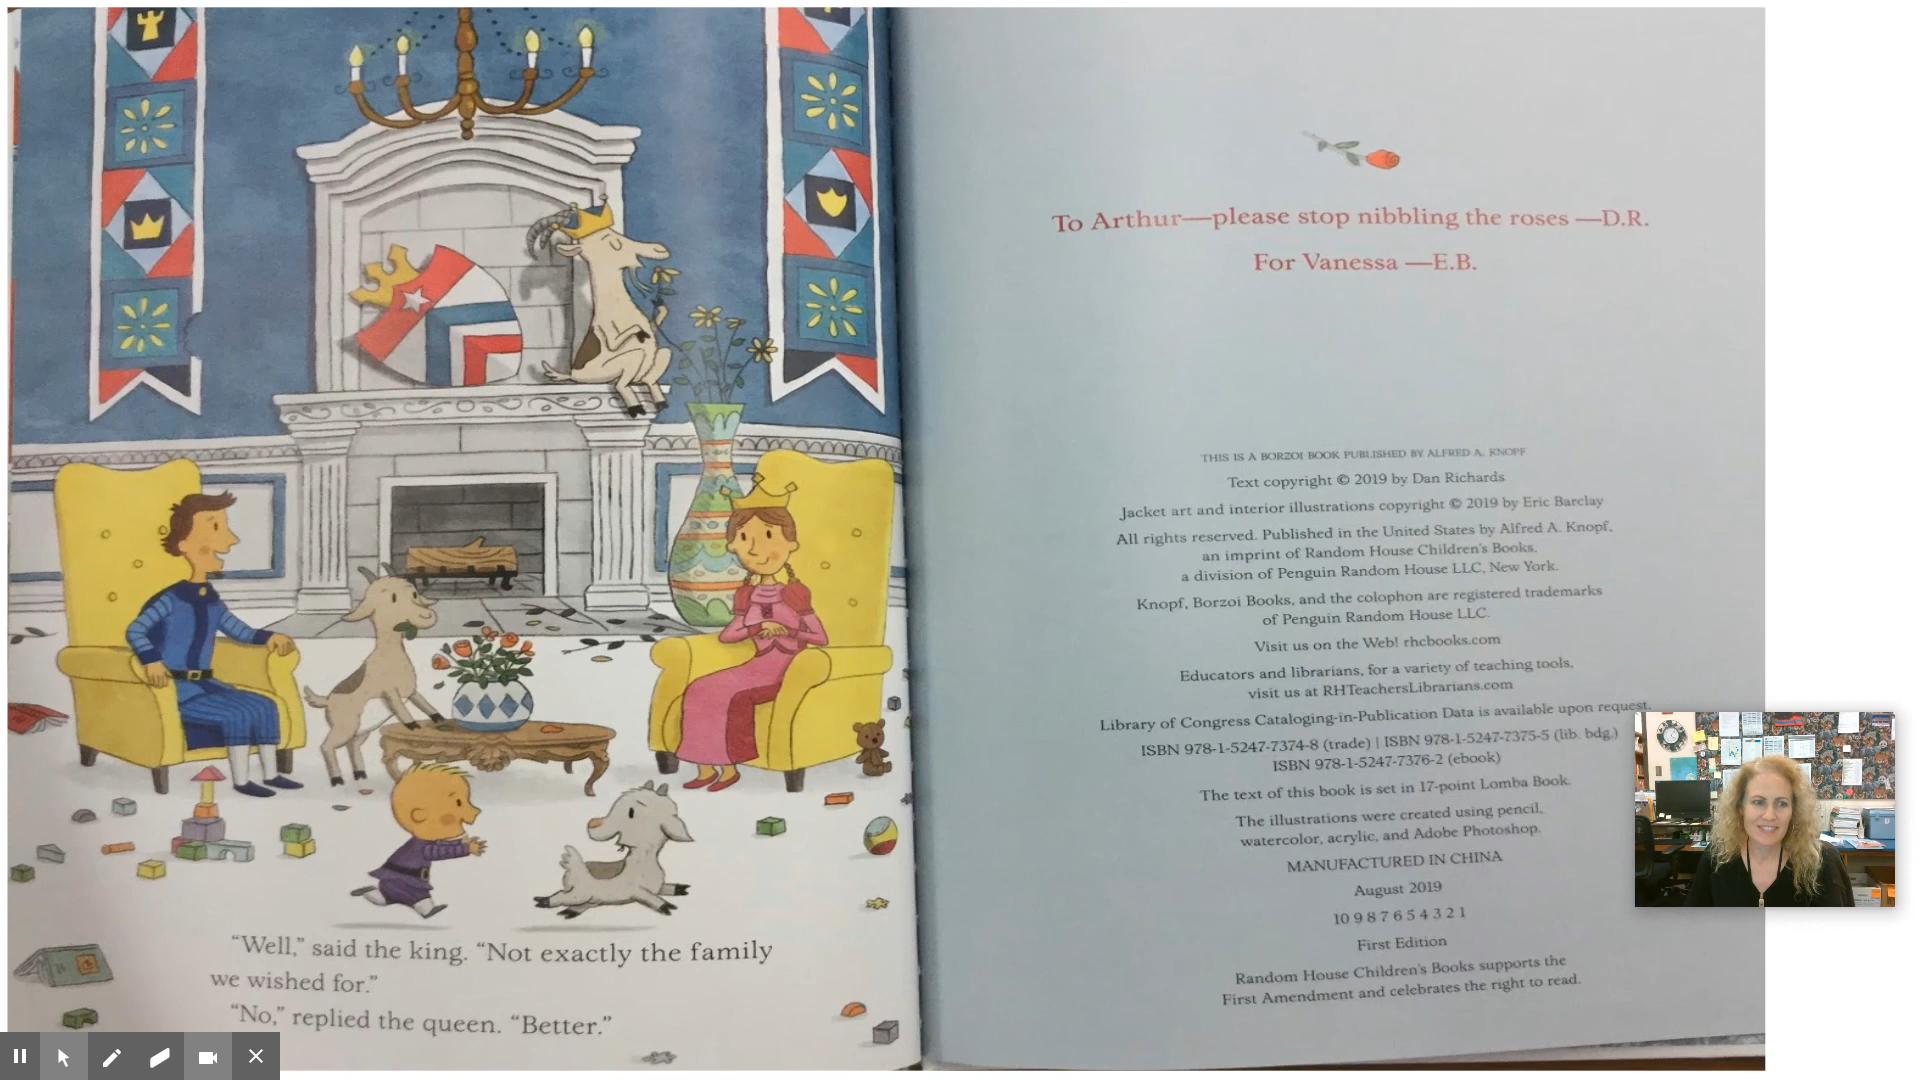 "Well," said the king. "Not exactly the family
we wished for."
"No," replied the queen. "Better."
To Arthur—please stop nibbling the roses —D.R.
For Vanessa —E.B.
THIS IS A BORZOI BOOK PUBLISHED BY ALFRED A. KNOPF
Text copyright © 2019 by Dan Richards
Jacket art and interior illustrations copyright © 2019 by Eric Barclay
All rights reserved. Published in the United States by Alfred A. Knopf,
an imprint of Random House Children's Books,
a division of Penguin Random House LLC, New York.
Knopf, Borzoi Books, and the colophon are registered trademarks
of Penguin Random House LLC.
Visit us on the Web! rhcbooks.com
Educators and librarians, for a variety of teaching tools,
visit us at RHTeachersLibrarians.com
Library of Congress Cataloging-in-Publication Data is available upon request.
ISBN 978-1-5247-7374-8 (trade) | ISBN 978-1-5247-7375-5 (lib. bdg.)
ISBN 978-1-5247-7376-2 (ebook)
The text of this book is set in 17-point Lomba Book.
The illustrations were created using pencil,
watercolor, acrylic, and Adobe Photoshop.
MANUFACTURED IN CHINA
August 2019
10 9 8 7 6 5 4 3 2 1
First Edition
Random House Children's Books supports the
First Amendment and celebrates the right to read.